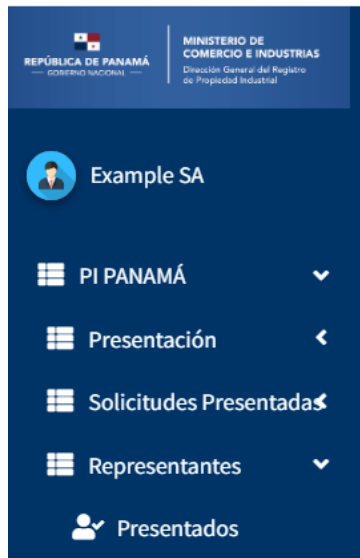 REPÚBLICA DE PANAMÁ
— GOBIERNO NACIONAL —
MINISTERIO DE
COMERCIO E INDUSTRIAS
Dirección General del Registro
de Propiedad Industrial
Example SA
PI PANAMÁ
Presentación
Solicitudes Presentadas
Representantes
Presentados